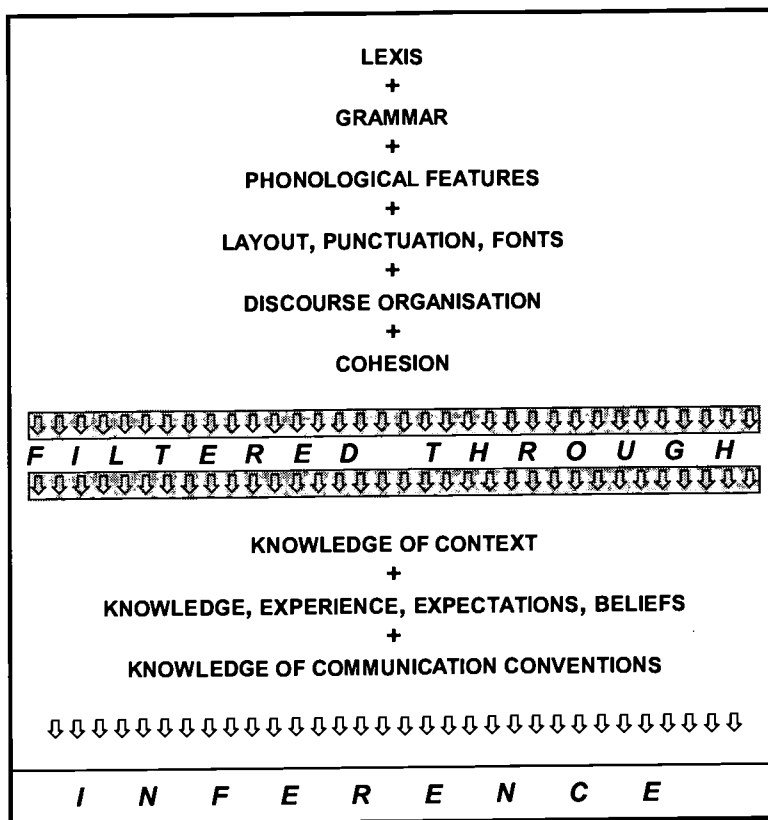 LEXIS
+
GRAMMAR
+
PHONOLOGICAL FEATURES
+
LAYOUT, PUNCTUATION, FONTS
+
DISCOURSE ORGANISATION
+
COHESION
FILTERED THROUGH
KNOWLEDGE OF CONTEXT
+
KNOWLEDGE, EXPERIENCE, EXPECTATIONS, BELIEFS
+
KNOWLEDGE OF COMMUNICATION CONVENTIONS
INFERENCE